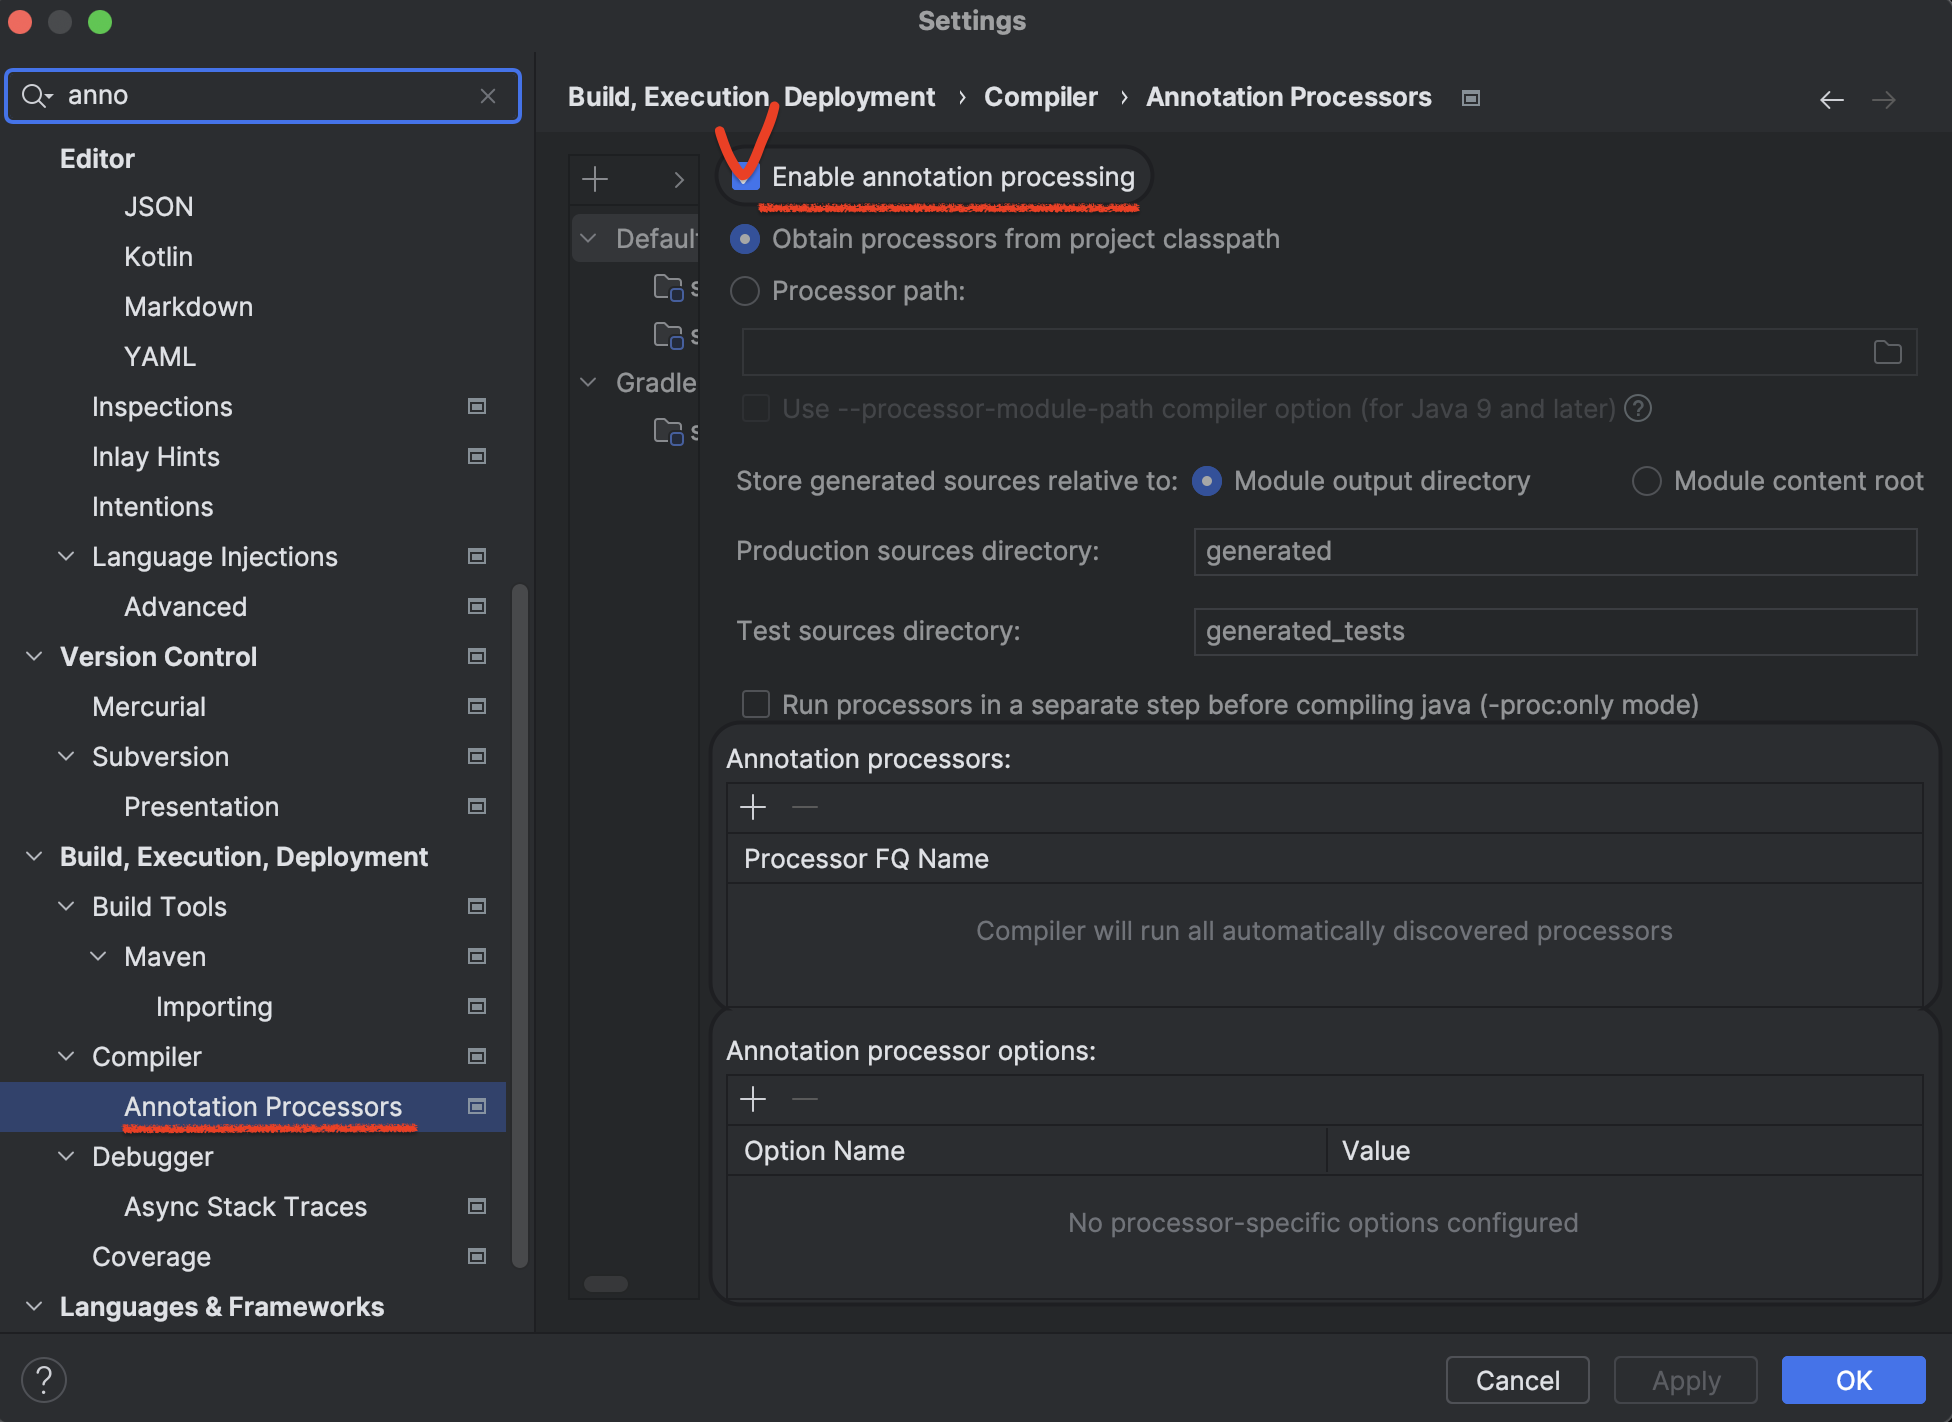 Settings
anno
Editor
JSON
Kotlin
Markdown
YAML
Inspections
Inlay Hints
Intentions
Language Injections
Advanced
Version Control
Mercurial
Subversion
Presentation
Build, Execution, Deployment
Build Tools
Maven
Importing
Compiler
Annotation Processors
Debugger
Async Stack Traces
Coverage
Languages & Frameworks
Build, Execution, Deployment › Compiler › Annotation Processors
Default
s
s
Gradle
s
Enable annotation processing
Obtain processors from project classpath
Processor path:
Use --processor-module-path compiler option (for Java 9 and later) ?
Store generated sources relative to: Module output directory Module content root
Production sources directory: generated
Test sources directory: generated_tests
Run processors in a separate step before compiling java (-proc:only mode)
Annotation processors:
Processor FQ Name
Compiler will run all automatically discovered processors
Annotation processor options:
Option Name Value
No processor-specific options configured
? Cancel Apply OK